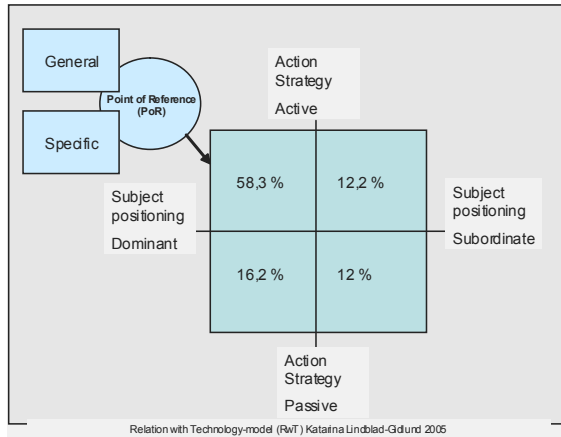 General
Point of Reference
(PoR)
Specific
Action
Strategy
Active
58,3 %
12,2 %
Subject
positioning
Dominant
Subject
positioning
Subordinate
16,2 %
12 %
Action
Strategy
Passive
Relation with Technology-model (RwT) Katarina Lindblad-Gidlund 2005